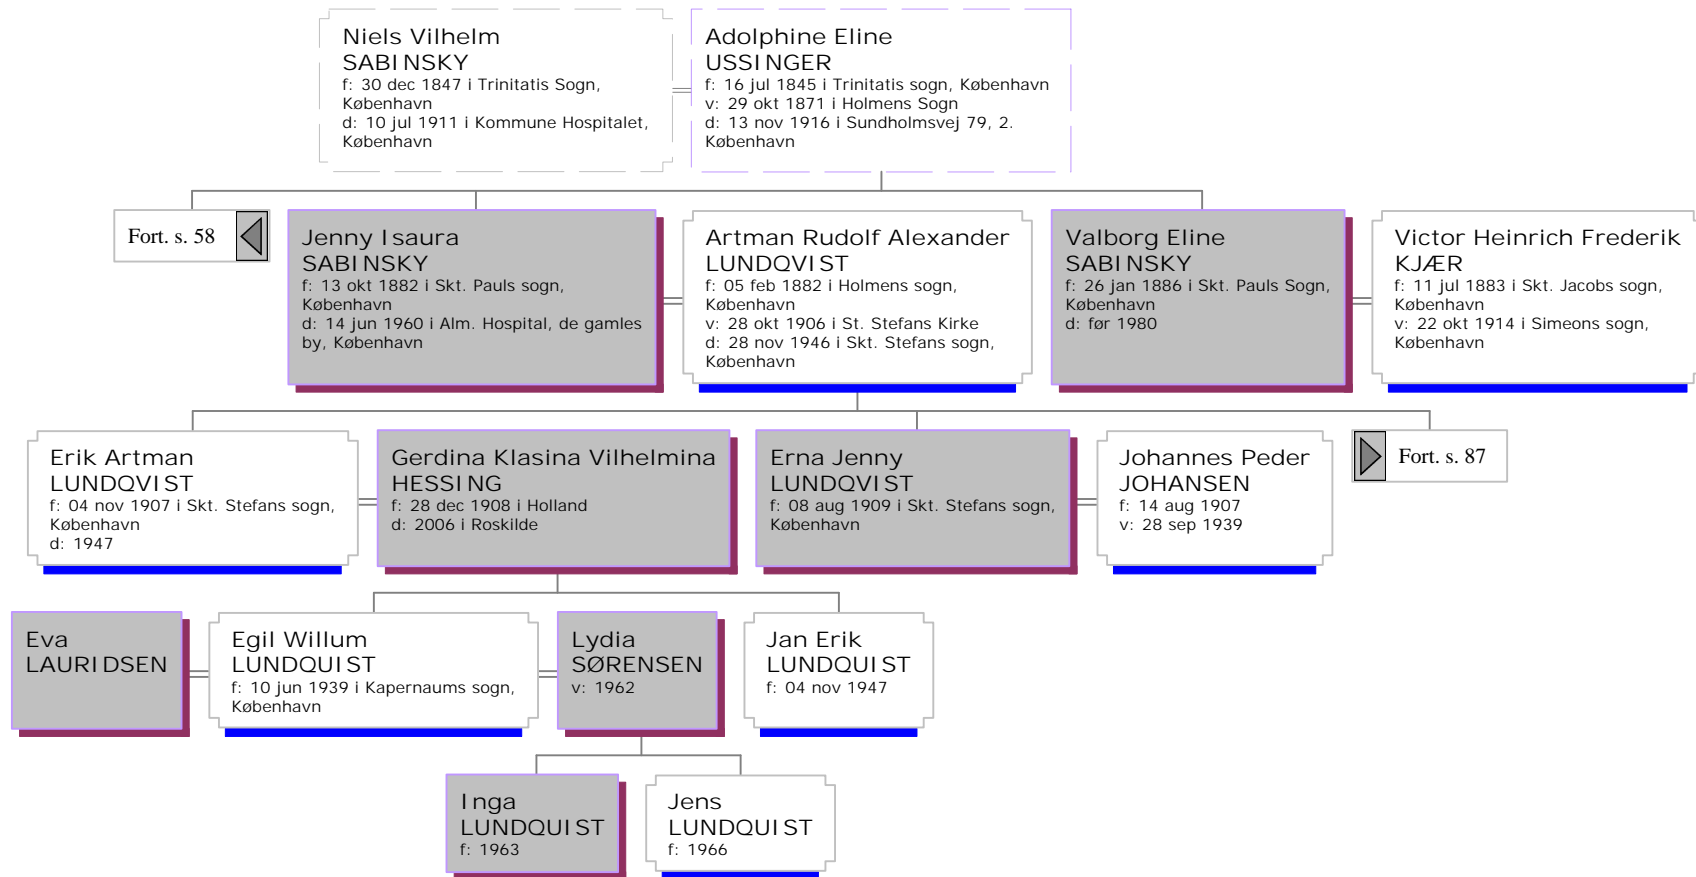 Niels Vilhelm
SABINSKY
f: 30 dec 1847 i Trinitatis Sogn,
København
d: 10 jul 1911 i Kommune Hospitalet,
København
Adolphine Eline
USSINGER
f: 16 jul 1845 i Trinitatis sogn, København
v: 29 okt 1871 i Holmens Sogn
d: 13 nov 1916 i Sundholmsvej 79, 2.
København
Fort. s. 58
Jenny Isaura
SABINSKY
f: 13 okt 1882 i Skt. Pauls sogn,
København
d: 14 jun 1960 i Alm. Hospital, de gamles
by, København
Artman Rudolf Alexander
LUNDQVIST
f: 05 feb 1882 i Holmens sogn,
København
v: 28 okt 1906 i St. Stefans Kirke
d: 28 nov 1946 i Skt. Stefans sogn,
København
Valborg Eline
SABINSKY
f: 26 jan 1886 i Skt. Pauls Sogn,
København
d: før 1980
Victor Heinrich Frederik
KJÆR
f: 11 jul 1883 i Skt. Jacobs sogn,
København
v: 22 okt 1914 i Simeons sogn,
København
Erik Artman
LUNDQVIST
f: 04 nov 1907 i Skt. Stefans sogn,
København
d: 1947
Gerdina Klasina Vilhelmina
HESSING
f: 28 dec 1908 i Holland
d: 2006 i Roskilde
Erna Jenny
LUNDQVIST
f: 08 aug 1909 i Skt. Stefans sogn,
København
Johannes Peder
JOHANSEN
f: 14 aug 1907
v: 28 sep 1939
Fort. s. 87
Eva
LAURIDSEN
Egil Willum
LUNDQUIST
f: 10 jun 1939 i Kapernaums sogn,
København
Lydia
SØRENSEN
v: 1962
Jan Erik
LUNDQUIST
f: 04 nov 1947
Inga
LUNDQUIST
f: 1963
Jens
LUNDQUIST
f: 1966